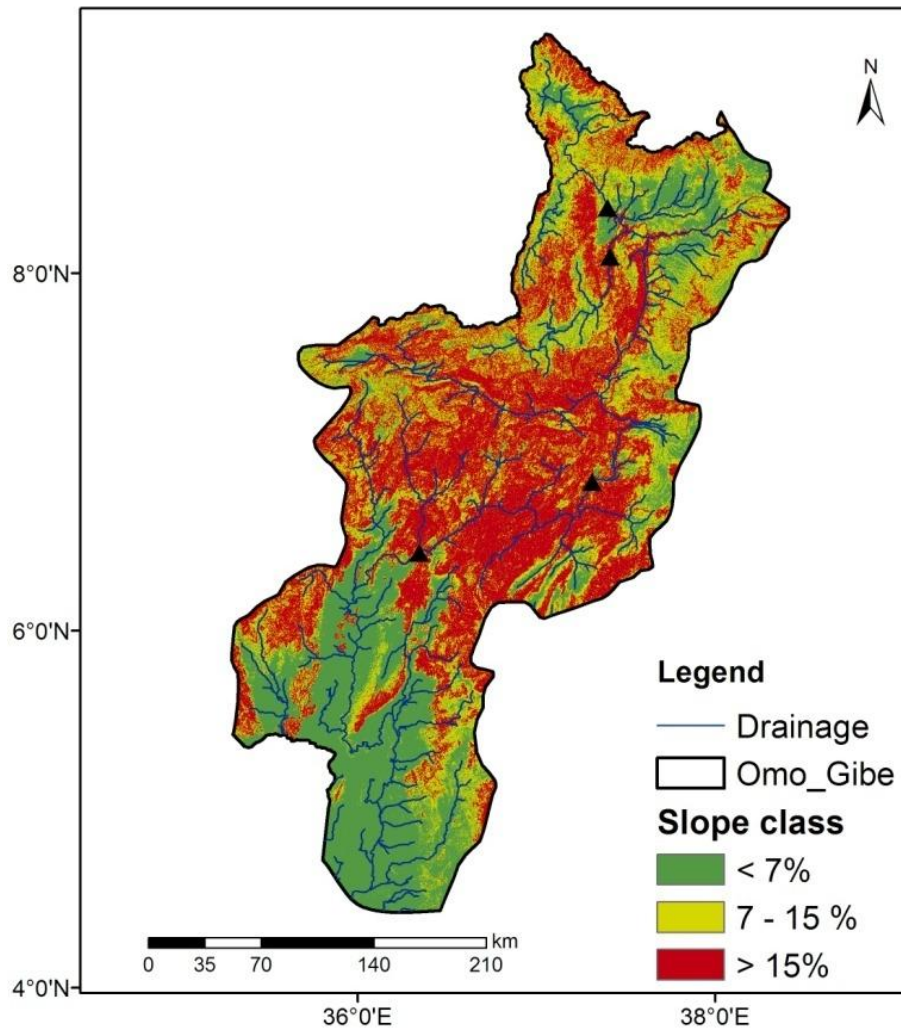 N
8°0'N
6°0'N
Legend
Drainage
Omo_Gibe
Slope class
< 7%
7 - 15 %
> 15%
km
0 35 70 140 210
4°0'N
36°0'E 38°0'E